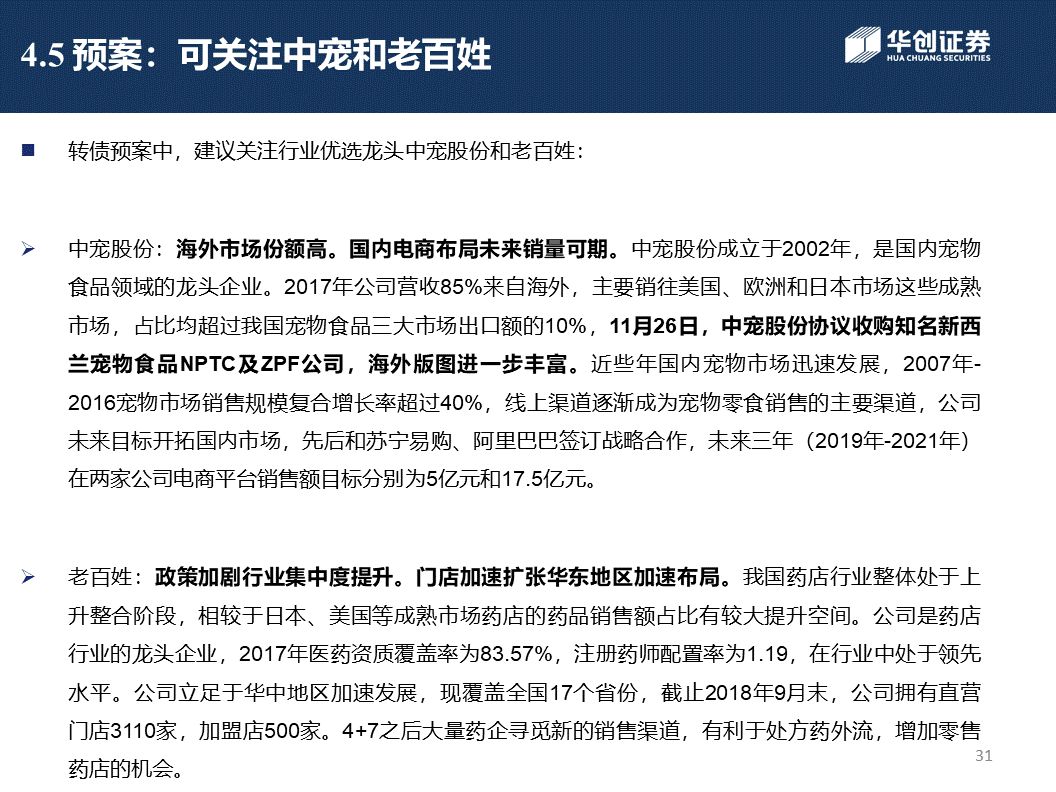 4.5 预案：可关注中宠和老百姓
华创证券
HUA CHUANG SECURITIES
转债预案中，建议关注行业优选龙头中宠股份和老百姓：
中宠股份：海外市场份额高。国内电商布局未来销量可期。中宠股份成立于2002年，是国内宠物
食品领域的龙头企业。2017年公司营收85%来自海外，主要销往美国、欧洲和日本市场这些成熟
市场，占比均超过我国宠物食品三大市场出口额的10%，11月26日，中宠股份协议收购知名新西
兰宠物食品NPTC及ZPF公司，海外版图进一步丰富。近些年国内宠物市场迅速发展，2007年-
2016宠物市场销售规模复合增长率超过40%，线上渠道逐渐成为宠物零食销售的主要渠道，公司
未来目标开拓国内市场，先后和苏宁易购、阿里巴巴签订战略合作，未来三年（2019年-2021年）
在两家公司电商平台销售额目标分别为5亿元和17.5亿元。
老百姓：政策加剧行业集中度提升。门店加速扩张华东地区加速布局。我国药店行业整体处于上
升整合阶段，相较于日本、美国等成熟市场药店的药品销售额占比有较大提升空间。公司是药店
行业的龙头企业，2017年医药资质覆盖率为83.57%，注册药师配置率为1.19，在行业中处于领先
水平。公司立足于华中地区加速发展，现覆盖全国17个省份，截止2018年9月末，公司拥有直营
门店3110家，加盟店500家。4+7之后大量药企寻觅新的销售渠道，有利于处方药外流，增加零售
药店的机会。
31